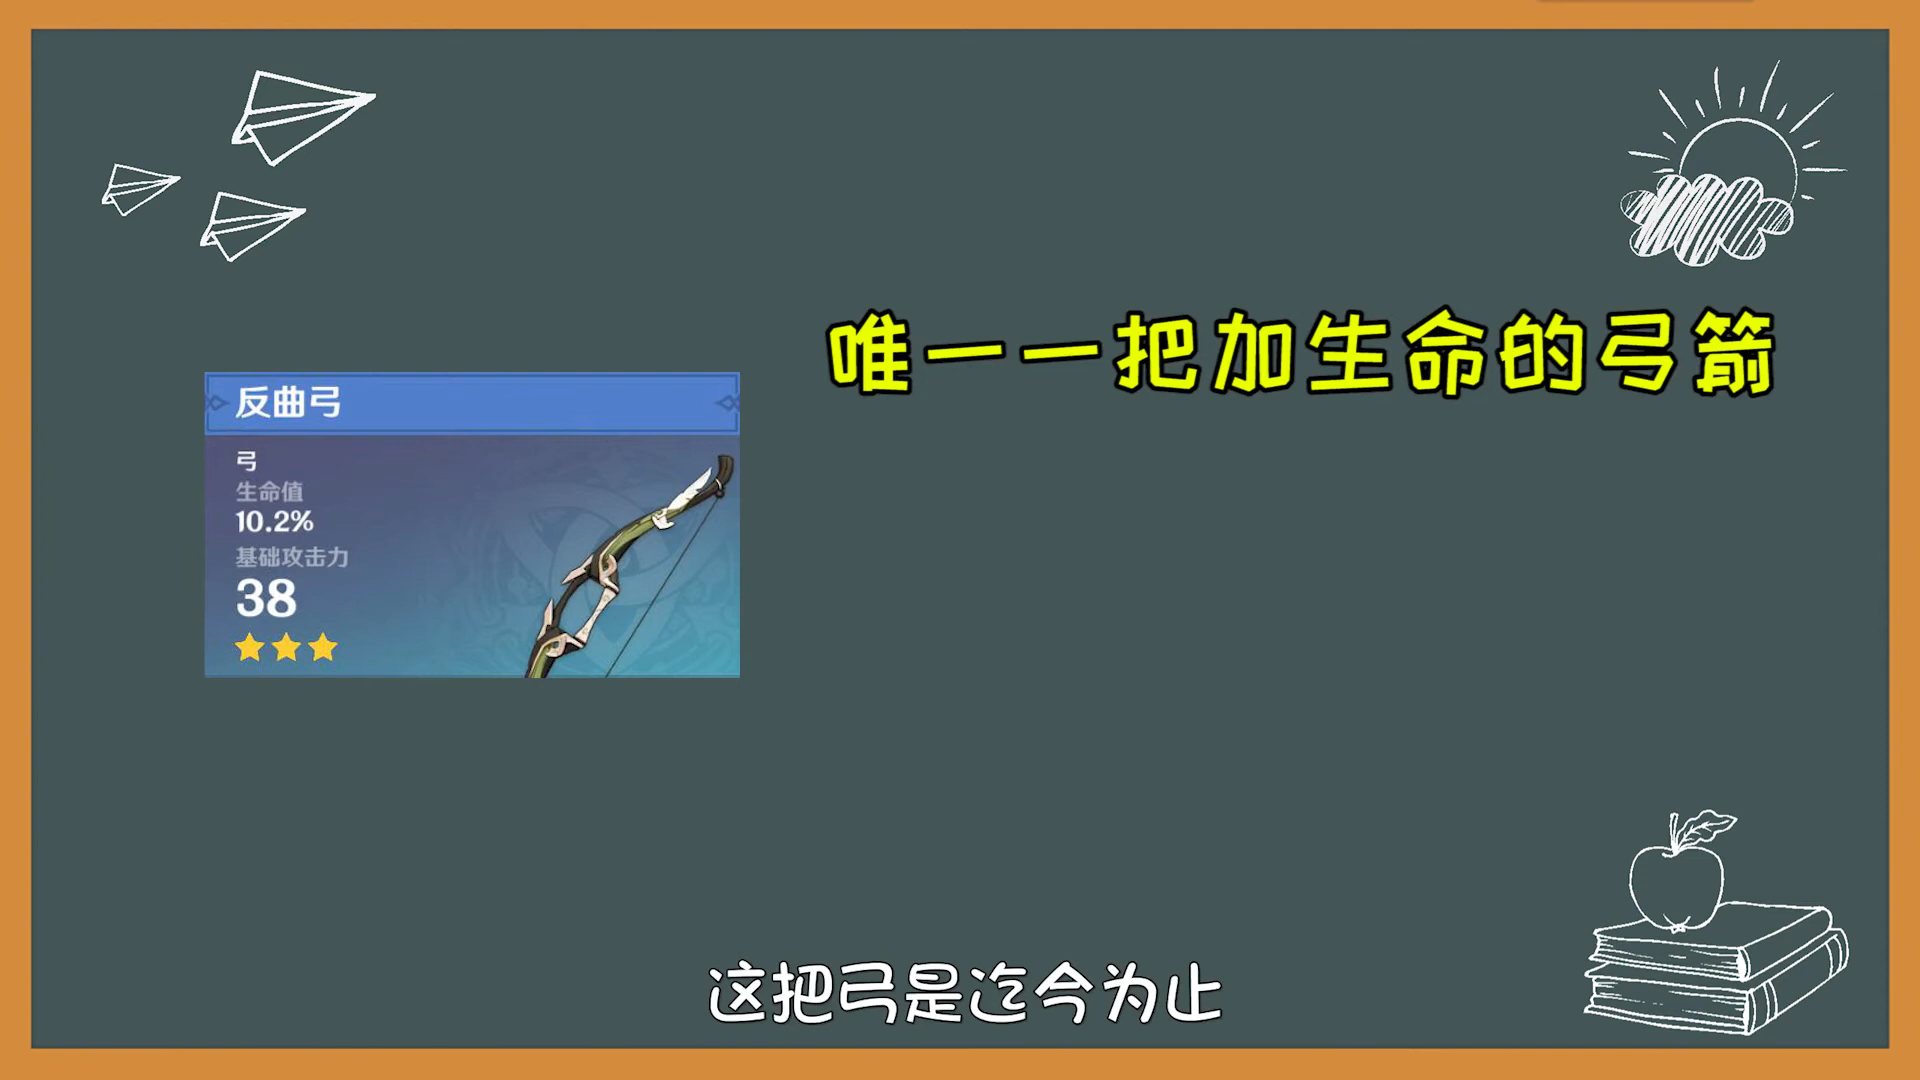 唯一一把加生命的弓箭
反曲弓
弓
生命值
10.2%
基础攻击力
38
这把弓是迄今为止